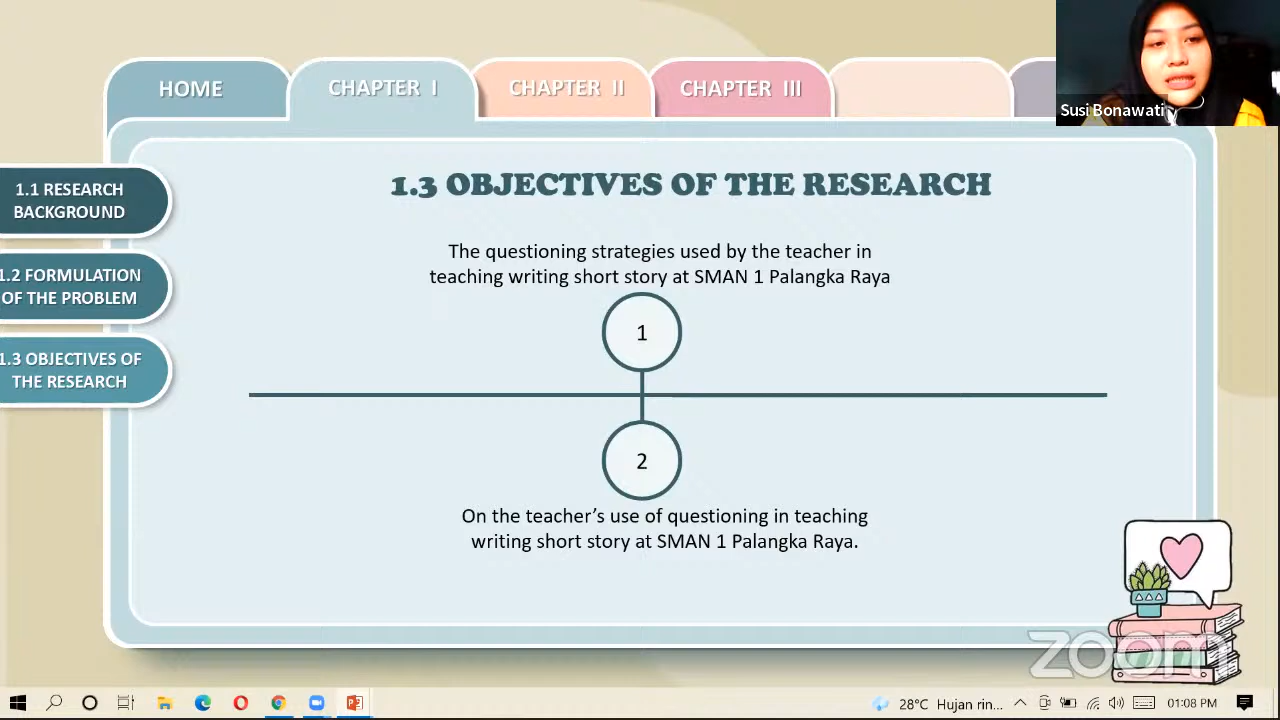 HOME
CHAPTER I
CHAPTER II
CHAPTER III
Susi Bonawati
1.1 RESEARCH
BACKGROUND
1.2 FORMULATION
OF THE PROBLEM
1.3 OBJECTIVES OF
THE RESEARCH
1.3 OBJECTIVES OF THE RESEARCH
The questioning strategies used by the teacher in
teaching writing short story at SMAN 1 Palangka Raya
1
2
On the teacher's use of questioning in teaching
writing short story at SMAN 1 Palangka Raya.
zoom
28°C Hujan rin...
01:08 PM